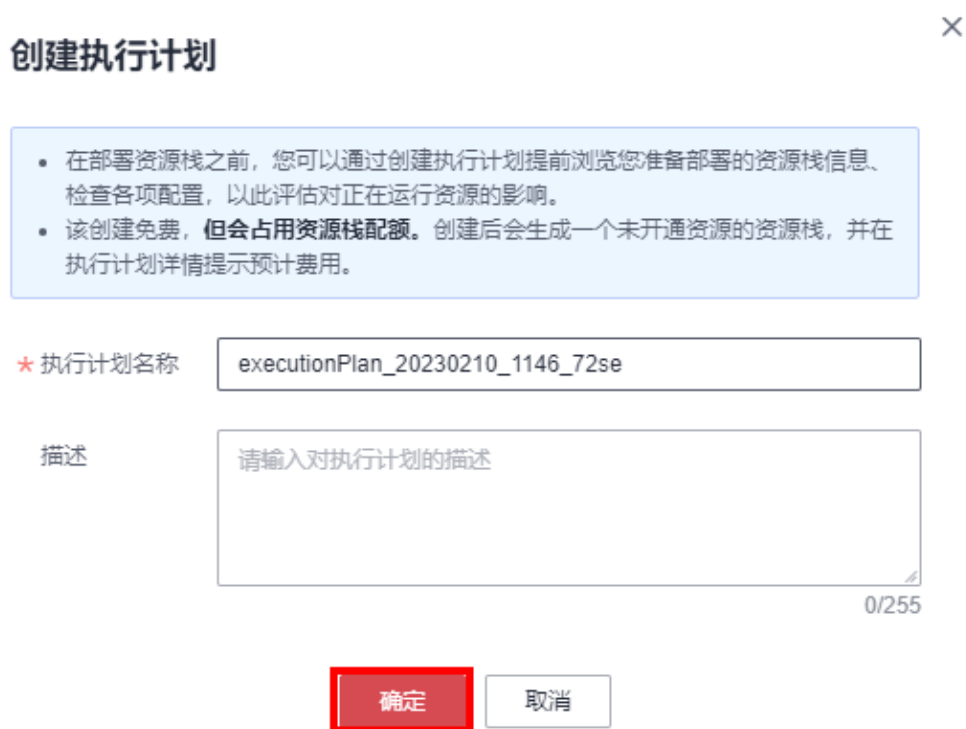 创建执行计划
在部署资源栈之前，您可以通过创建执行计划提前浏览您准备部署的资源栈信息、
检查各项配置，以此评估对正在运行资源的影响。
该创建免费，但会占用资源栈配额。创建后会生成一个未开通资源的资源栈，并在
执行计划详情提示预计费用。
* 执行计划名称 executionPlan_20230210_1146_72se
描述 请输入对执行计划的描述
0/255
确定 取消